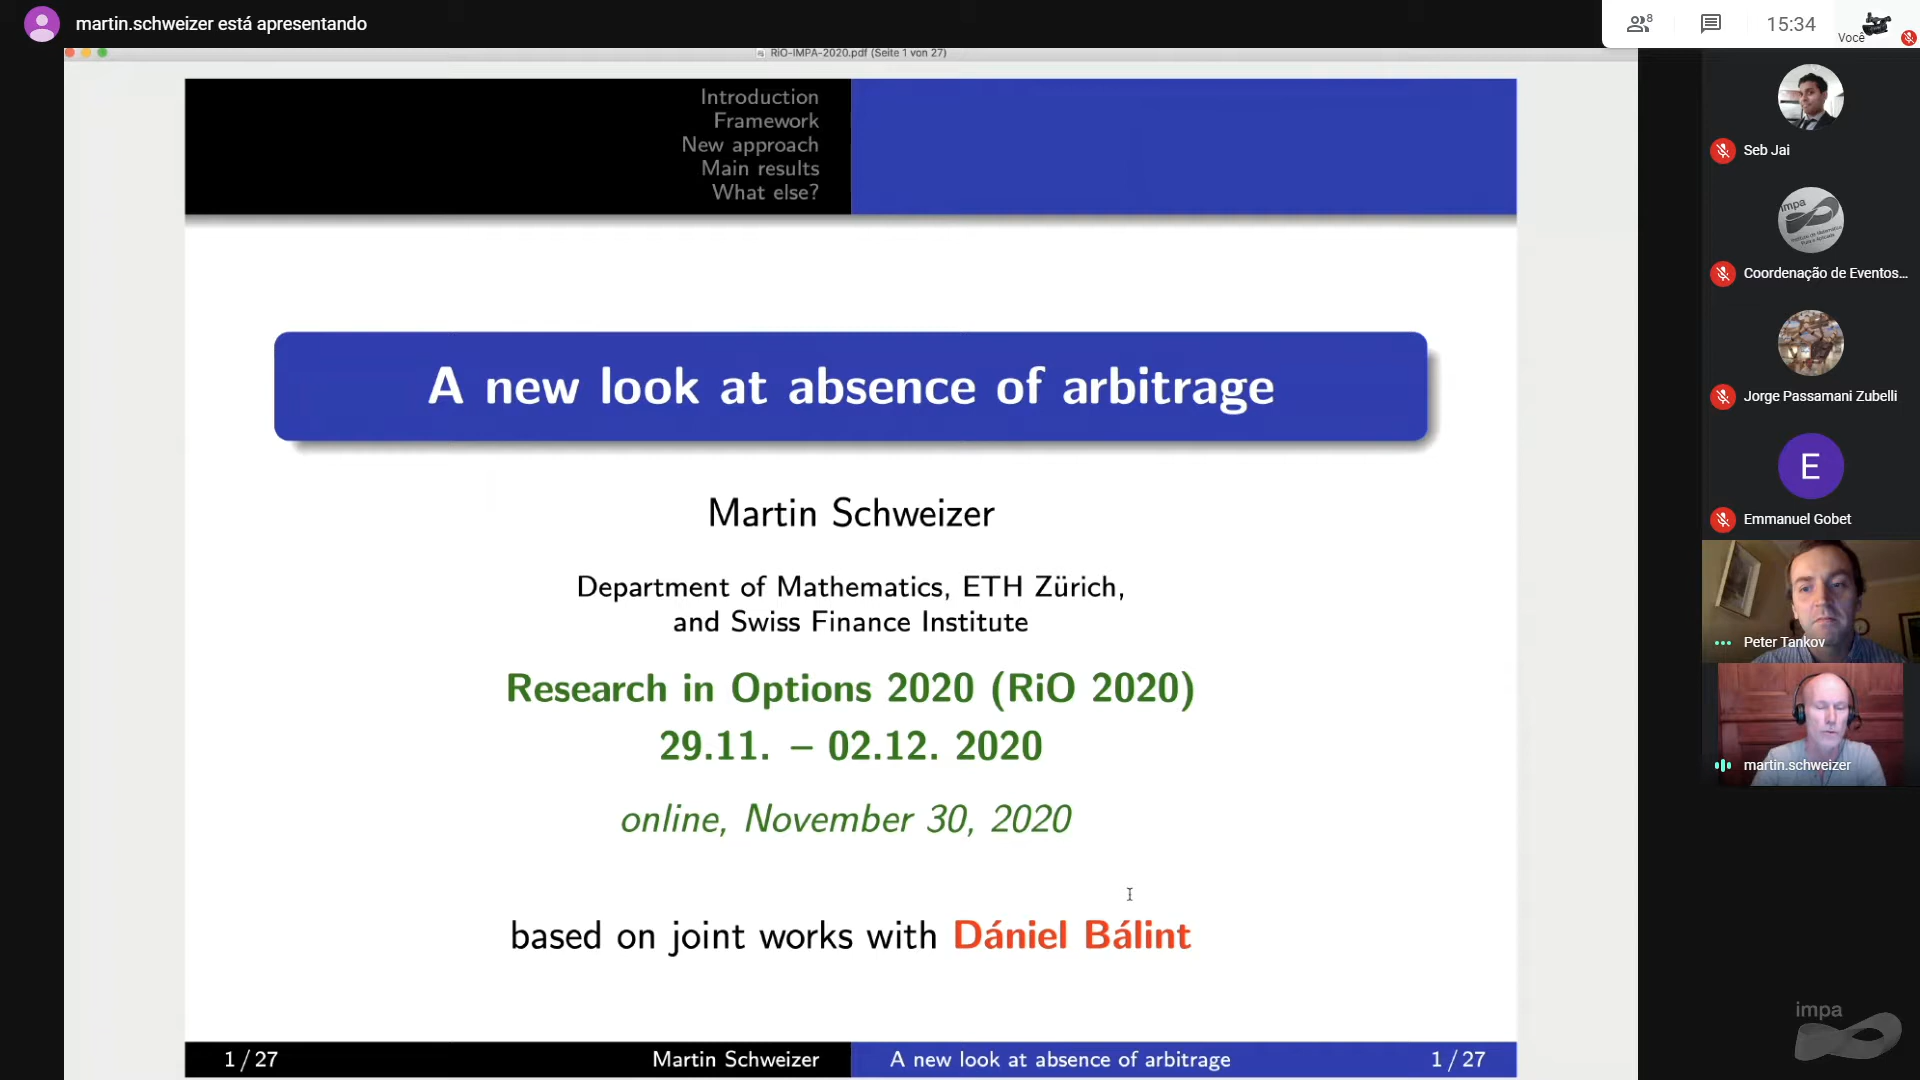 martin.schweizer está apresentando
8
15:34
Você
RiO-IMPA-2020.pdf (Seite 1 von 27)
Introduction
Framework
New approach
Main results
What else?
A new look at absence of arbitrage
Martin Schweizer
Department of Mathematics, ETH Zürich,
and Swiss Finance Institute
Research in Options 2020 (RiO 2020)
29.11. – 02.12. 2020
online, November 30, 2020
based on joint works with Dániel Bálint
1 / 27
Martin Schweizer
A new look at absence of arbitrage
1 / 27
Seb Jai
impa
Coordenação de Eventos...
Jorge Passamani Zubelli
E
Emmanuel Gobet
Peter Tankov
martin.schweizer
impa